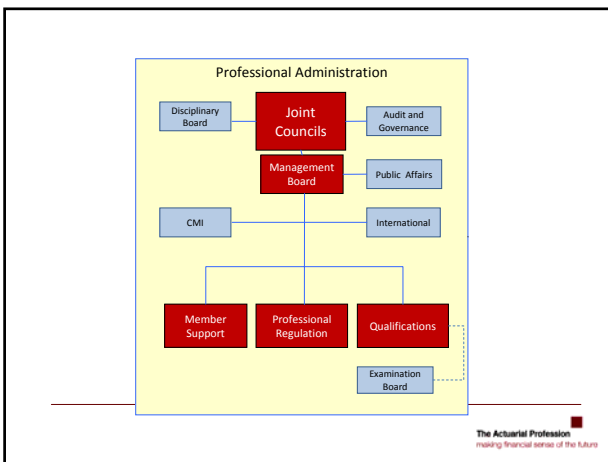 Professional Administration
Disciplinary
Board
Joint
Councils
Audit and
Governance
Management
Board
Public Affairs
CMI
International
Member
Support
Professional
Regulation
Qualifications
Examination
Board
The Actuarial Profession
making financial sense of the future